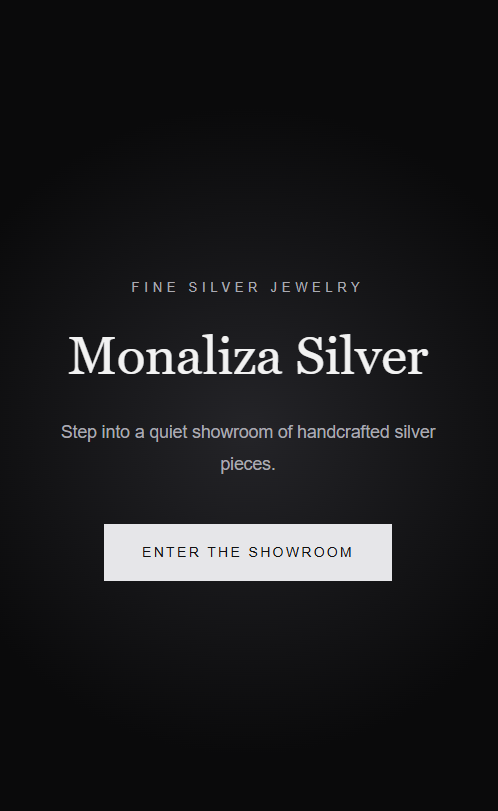 FINE SILVER JEWELRY
Monaliza Silver
Step into a quiet showroom of handcrafted silver
pieces.
ENTER THE SHOWROOM